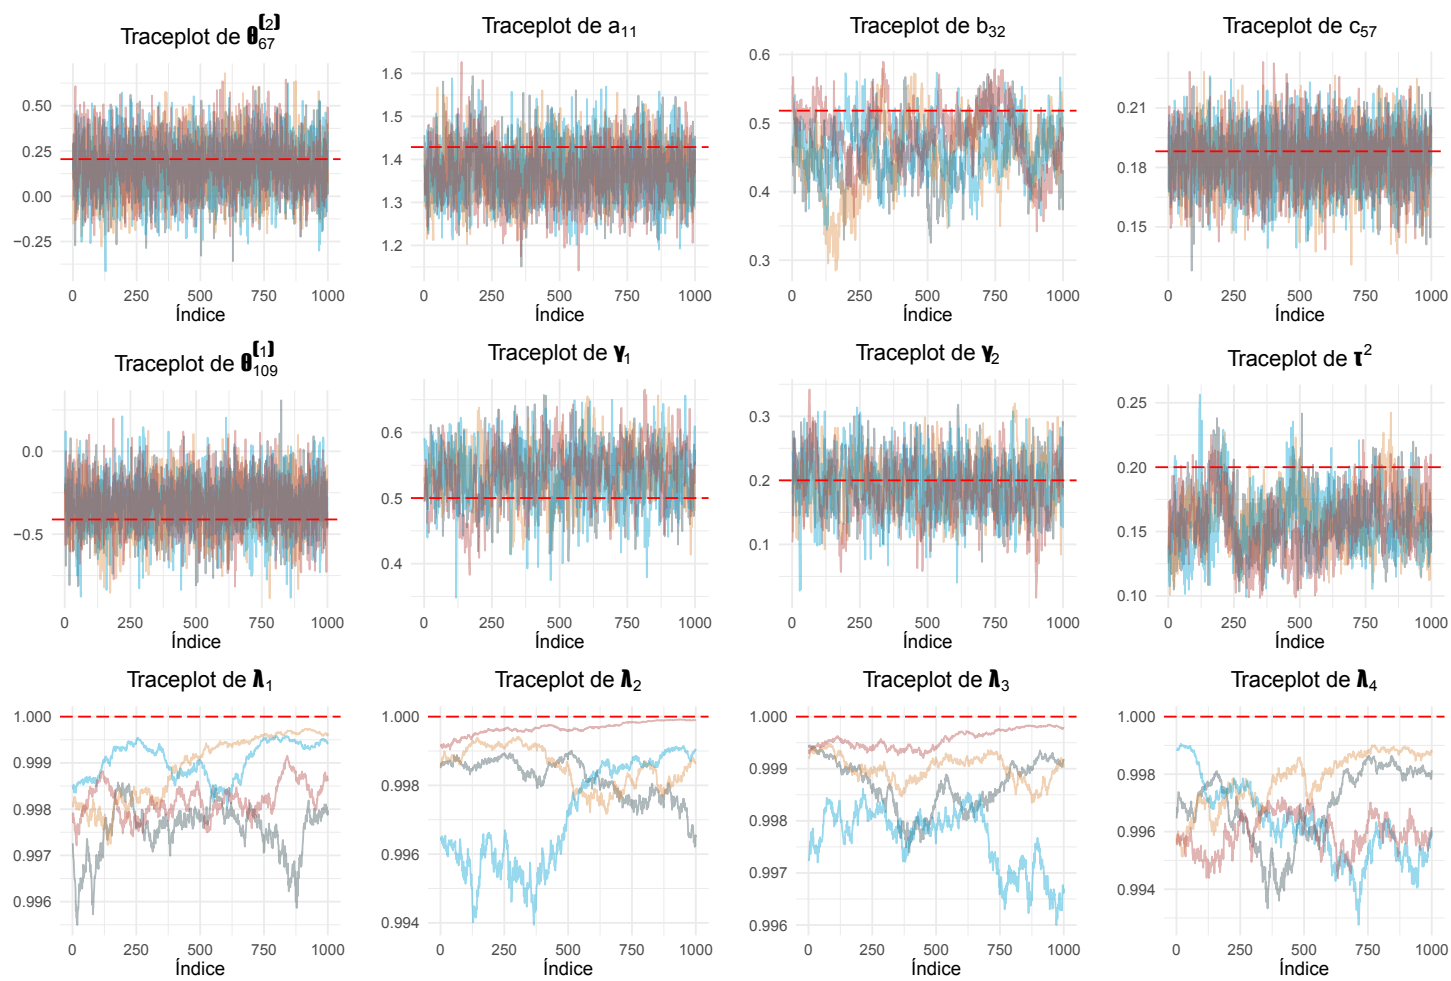 Traceplot de θ₆₇⁽²⁾
0.50
0.25
0.00
−0.25
0 250 500 750 1000
Índice
Traceplot de a₁₁
1.6
1.5
1.4
1.3
1.2
0 250 500 750 1000
Índice
Traceplot de b₃₂
0.6
0.5
0.4
0.3
0 250 500 750 1000
Índice
Traceplot de c₅₇
0.21
0.18
0.15
0 250 500 750 1000
Índice
Traceplot de θ₁₀₉⁽¹⁾
0.0
−0.5
0 250 500 750 1000
Índice
Traceplot de γ₁
0.6
0.5
0.4
0 250 500 750 1000
Índice
Traceplot de γ₂
0.3
0.2
0.1
0 250 500 750 1000
Índice
Traceplot de τ²
0.25
0.20
0.15
0.10
0 250 500 750 1000
Índice
Traceplot de λ₁
1.000
0.999
0.998
0.997
0.996
0 250 500 750 1000
Índice
Traceplot de λ₂
1.000
0.998
0.996
0.994
0 250 500 750 1000
Índice
Traceplot de λ₃
1.000
0.999
0.998
0.997
0.996
0 250 500 750 1000
Índice
Traceplot de λ₄
1.000
0.998
0.996
0.994
0 250 500 750 1000
Índice